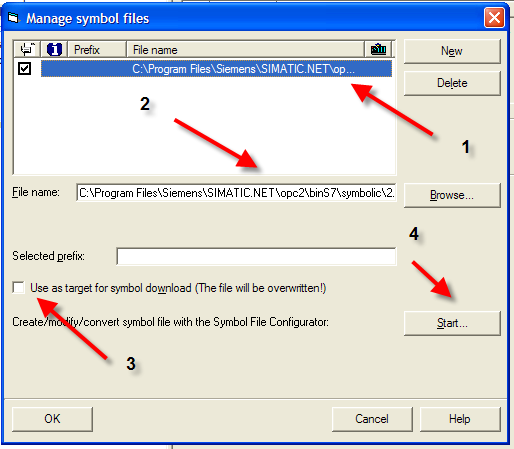 Manage symbol files
Prefix File name
New
C:\Program Files\Siemens\SIMATIC.NET\op...
Delete
2
1
File name: C:\Program Files\Siemens\SIMATIC.NET\opc2\binS7\symbolic\2. Browse...
4
Selected prefix:
Use as target for symbol download (The file will be overwritten!)
Create/modify/convert symbol file with the Symbol File Configurator: Start...
3
OK Cancel Help